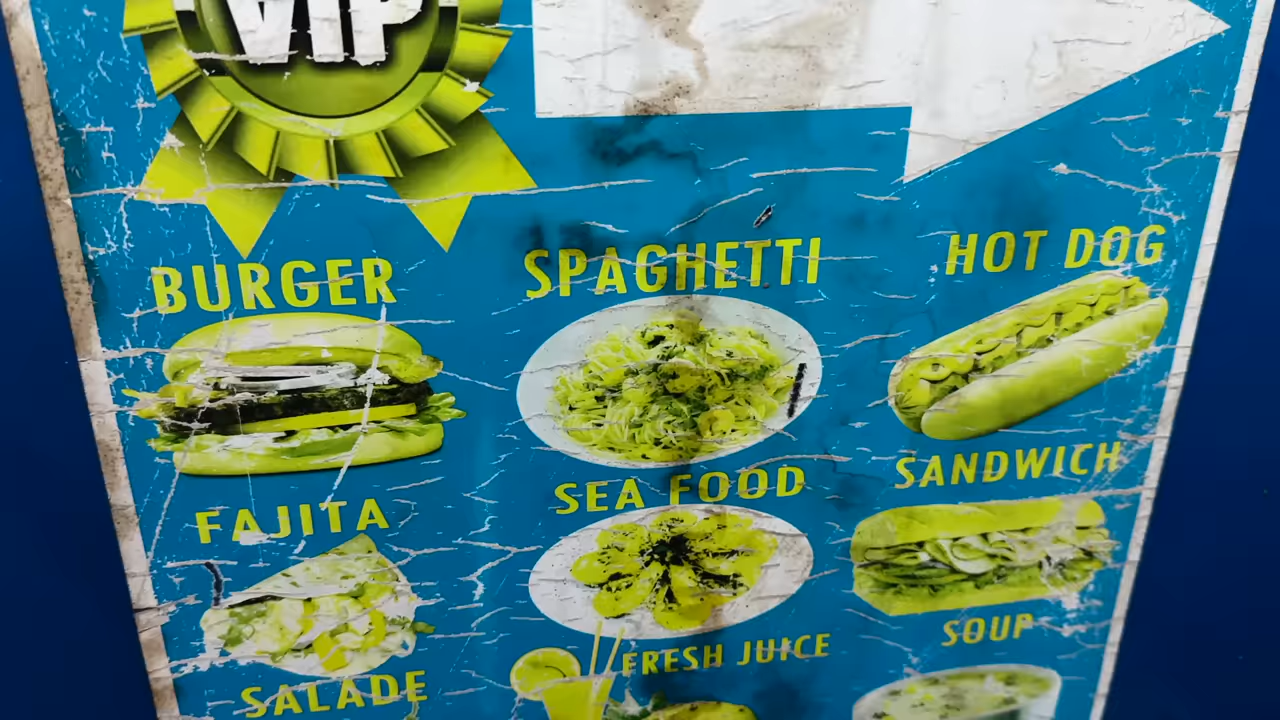 VIP
BURGER
SPAGHETTI
HOT DOG
FAJITA
SEA FOOD
SANDWICH
SALADE
FRESH JUICE
SOUP